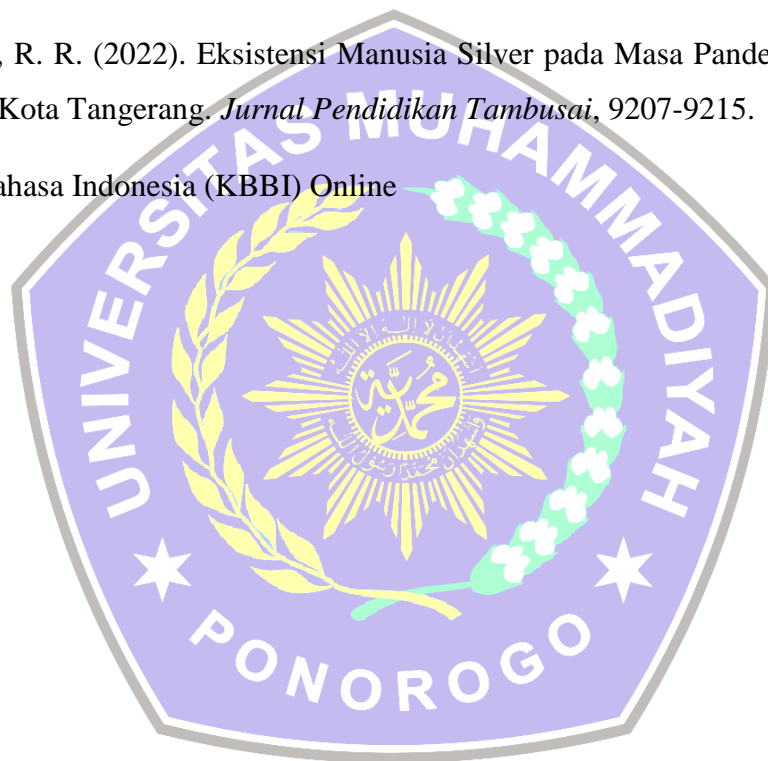 , R. R. (2022). Eksistensi Manusia Silver pada Masa Pande
Kota Tangerang. Jurnal Pendidikan Tambusai, 9207-9215.
ahasa Indonesia (KBBI) Online
UNIVERSITAS MUHAMMADIYAH
PONOROGO
محمدية